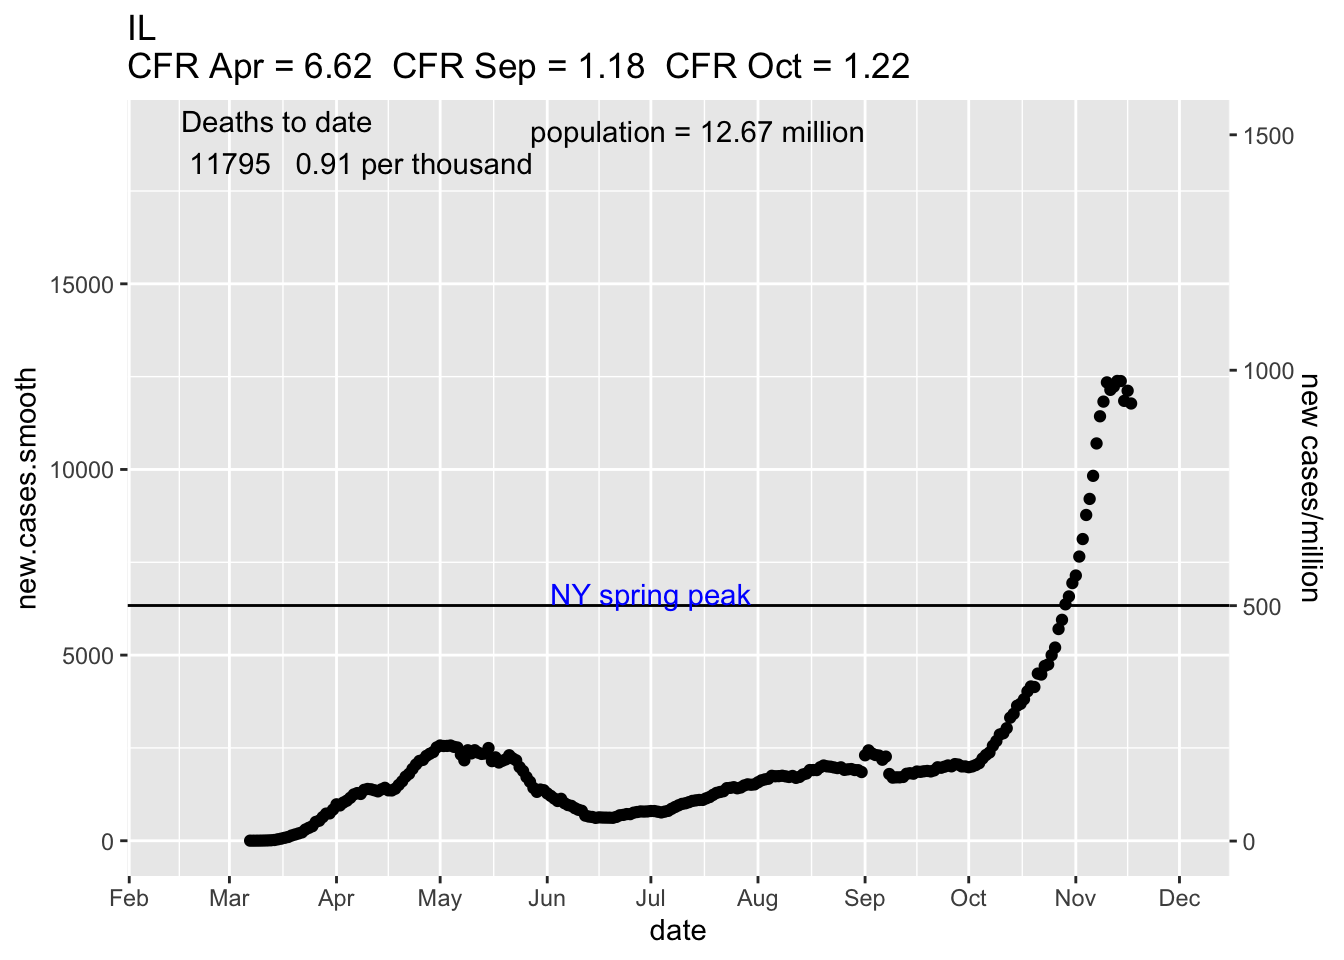 IL
CFR Apr = 6.62  CFR Sep = 1.18  CFR Oct = 1.22
Deaths to date
11795   0.91 per thousand
population = 12.67 million
new.cases.smooth
15000
10000
5000
0
NY spring peak
1500
1000
500
0
new cases/million
Feb Mar Apr May Jun Jul Aug Sep Oct Nov Dec
date